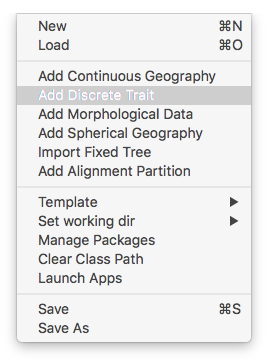 New ⌘N
Load ⌘O
Add Continuous Geography
Add Discrete Trait
Add Morphological Data
Add Spherical Geography
Import Fixed Tree
Add Alignment Partition
Template
Set working dir
Manage Packages
Clear Class Path
Launch Apps
Save ⌘S
Save As